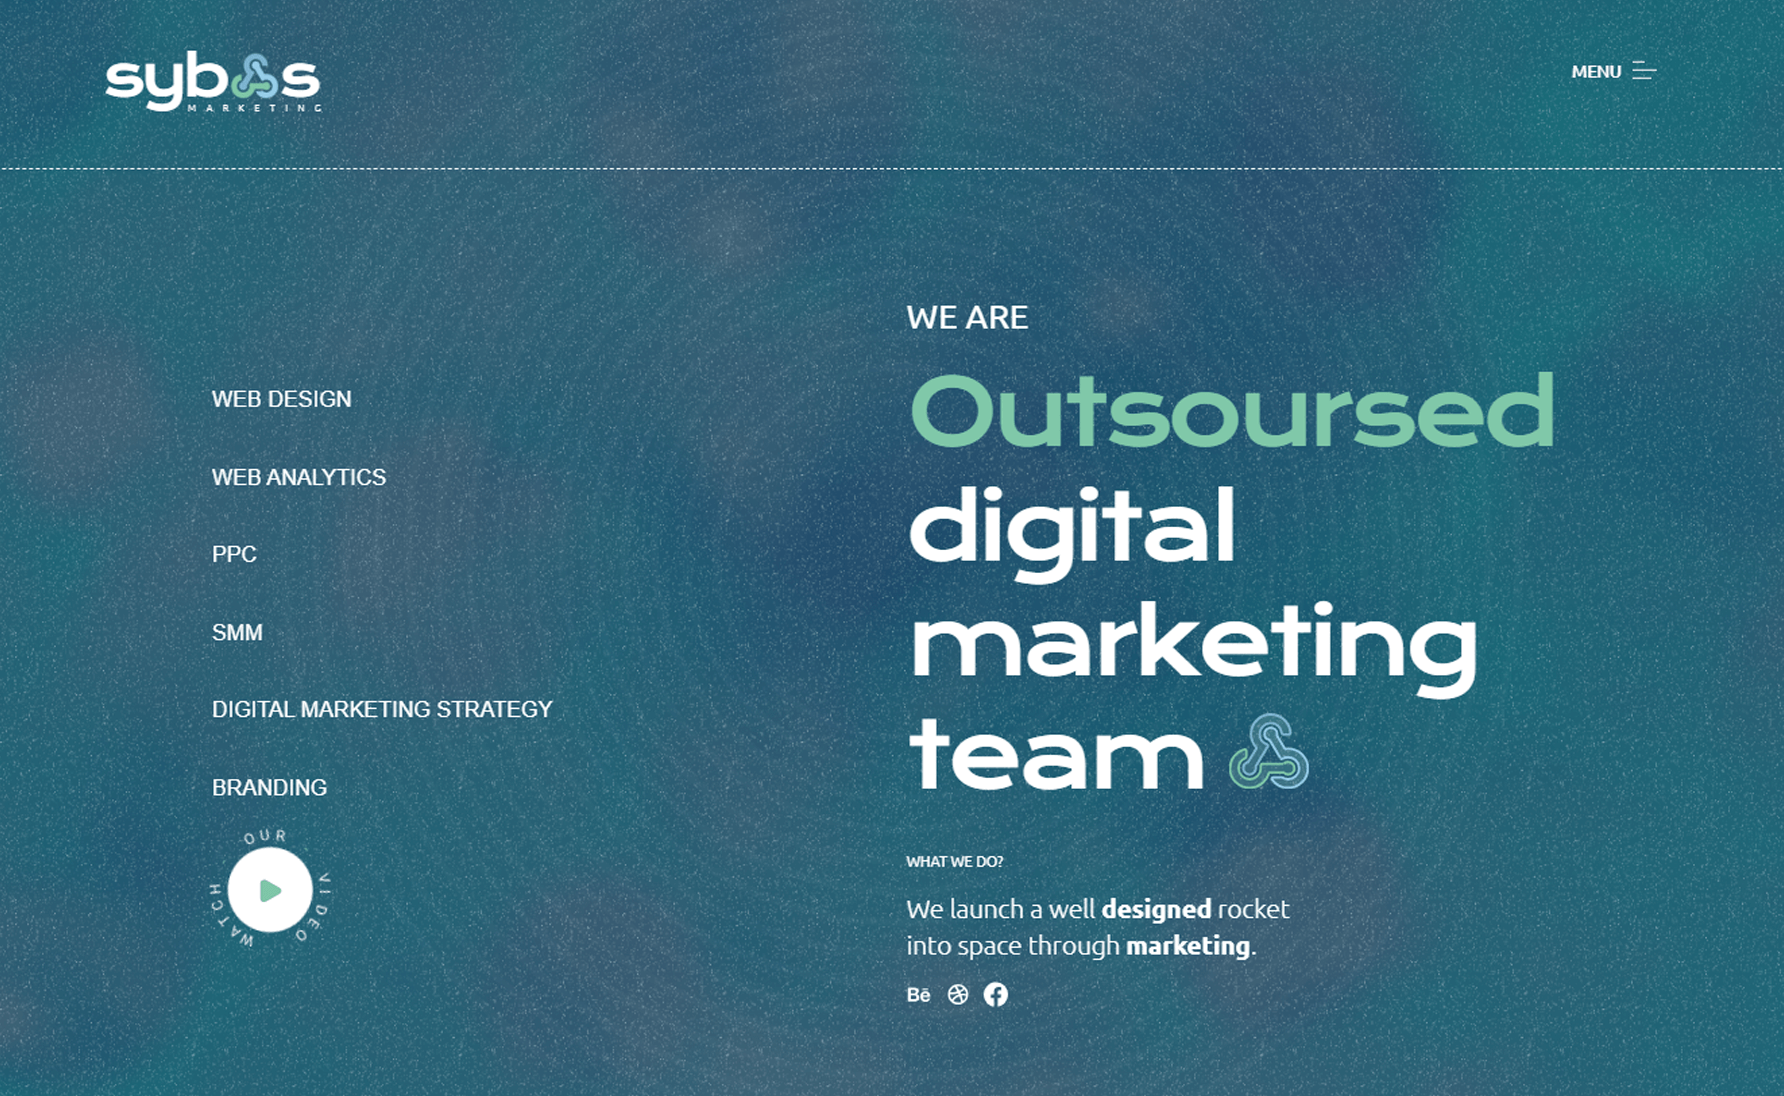 sybos
MARKETING
MENU
WEB DESIGN
WEB ANALYTICS
PPC
SMM
DIGITAL MARKETING STRATEGY
BRANDING
WATCH OUR VIDEO
WE ARE
Outsoursed
digital
marketing
team
WHAT WE DO?
We launch a well designed rocket
into space through marketing.
Bē